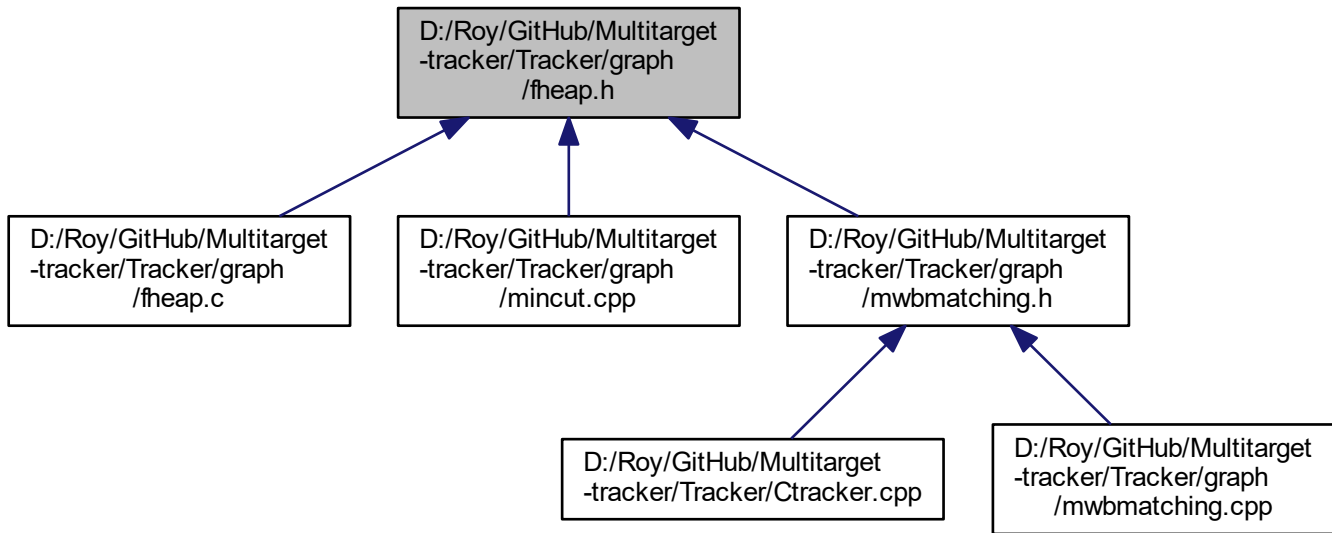 D:/Roy/GitHub/Multitarget
-tracker/Tracker/graph
/fheap.h
D:/Roy/GitHub/Multitarget
-tracker/Tracker/graph
/fheap.c
D:/Roy/GitHub/Multitarget
-tracker/Tracker/graph
/mincut.cpp
D:/Roy/GitHub/Multitarget
-tracker/Tracker/graph
/mwbmatching.h
D:/Roy/GitHub/Multitarget
-tracker/Tracker/Ctracker.cpp
D:/Roy/GitHub/Multitarget
-tracker/Tracker/graph
/mwbmatching.cpp